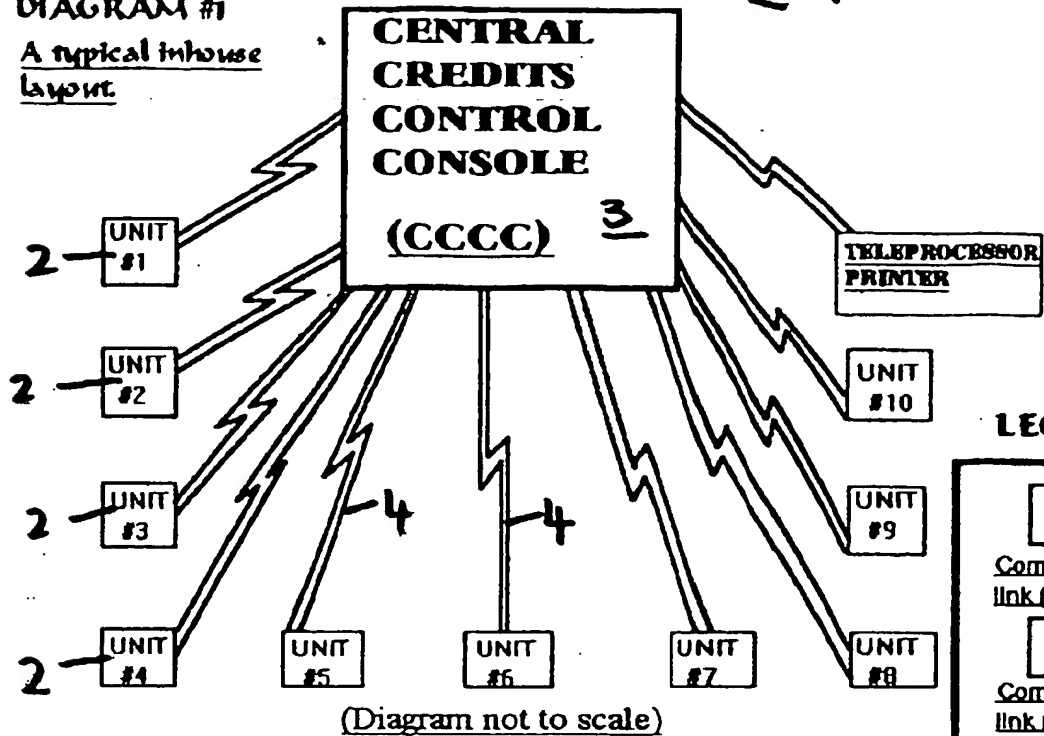 DIAGRAM #1
A typical inhouse
layout
CENTRAL
CREDITS
CONTROL
CONSOLE
(CCCC) 3
TELEPROCESSOR
PRINTER
UNIT
#1
2
UNIT
#2
2
UNIT
#3
2
UNIT
#4
2
UNIT
#5
4
UNIT
#6
4
UNIT
#7
UNIT
#8
UNIT
#9
UNIT
#10
(Diagram not to scale)
link
link